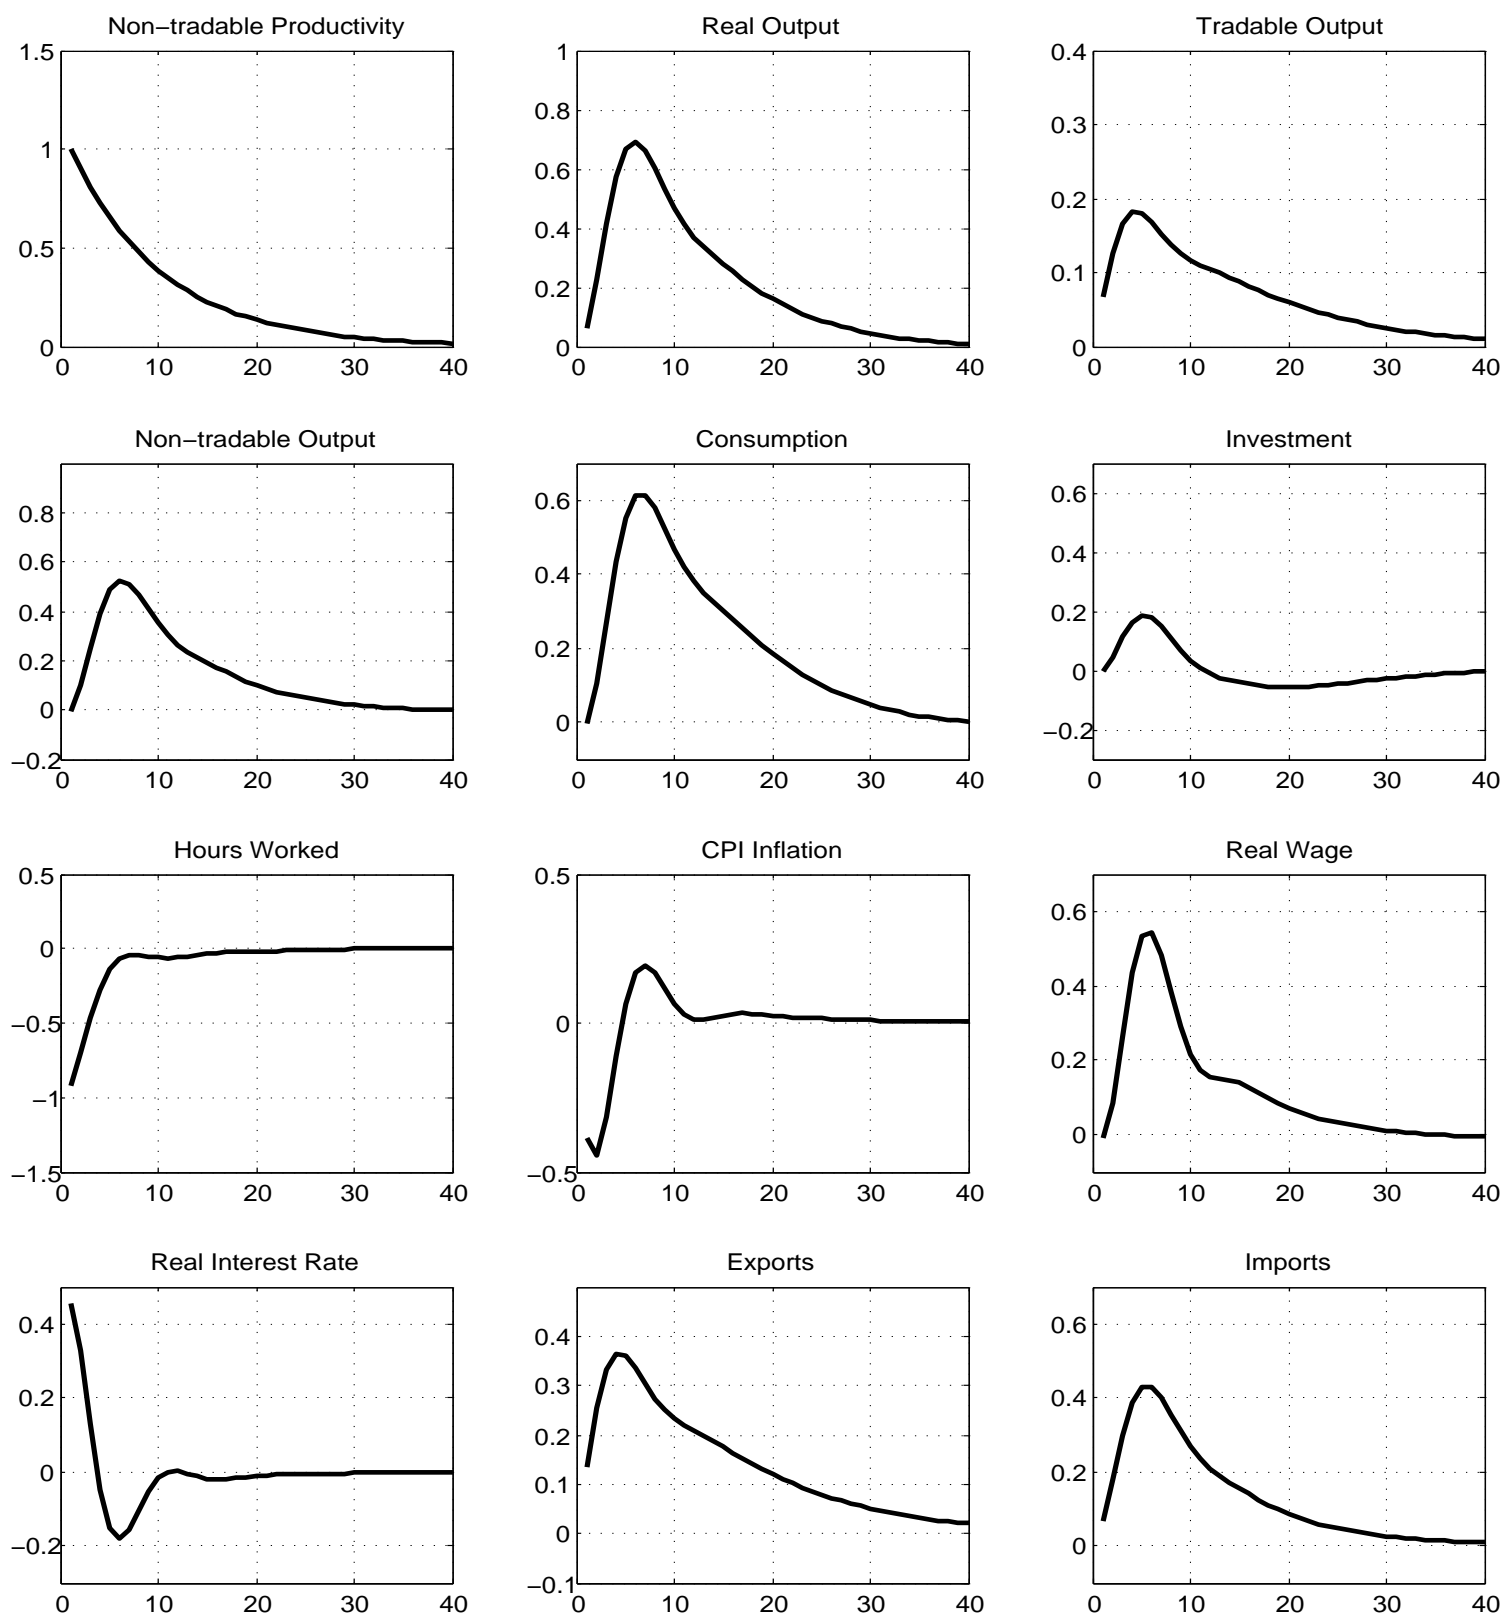 Non−tradable Productivity
Real Output
Tradable Output
1.5
1
0.5
0
0 10 20 30 40
1
0.8
0.6
0.4
0.2
0
0 10 20 30 40
0.4
0.3
0.2
0.1
0
0 10 20 30 40
Non−tradable Output
Consumption
Investment
0.8
0.6
0.4
0.2
0
−0.2
0 10 20 30 40
0.6
0.4
0.2
0
0 10 20 30 40
0.6
0.4
0.2
0
−0.2
0 10 20 30 40
Hours Worked
CPI Inflation
Real Wage
0.5
0
−0.5
−1
−1.5
0 10 20 30 40
0.5
0
−0.5
0 10 20 30 40
0.6
0.4
0.2
0
0 10 20 30 40
Real Interest Rate
Exports
Imports
0.4
0.2
0
−0.2
0 10 20 30 40
0.4
0.3
0.2
0.1
0
−0.1
0 10 20 30 40
0.6
0.4
0.2
0
0 10 20 30 40